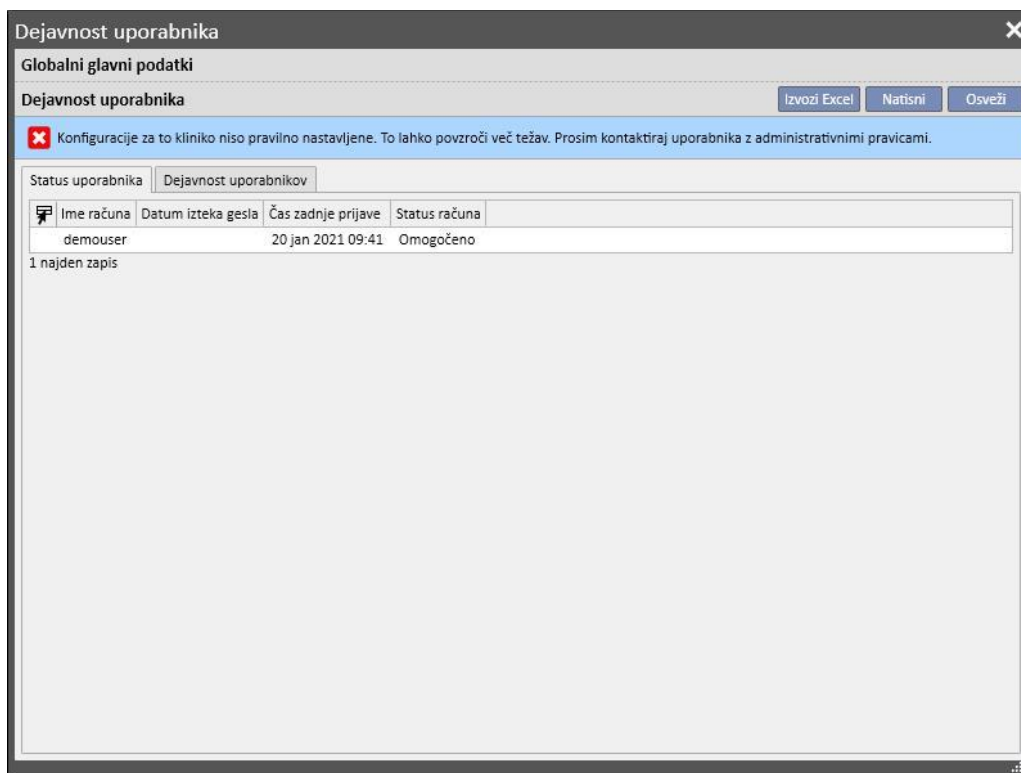 Dejavnost uporabnika
Globalni glavni podatki
Dejavnost uporabnika Izvozi Excel Natisni Osveži
Konfiguracije za to kliniko niso pravilno nastavljene. To lahko povzroči več težav. Prosim kontaktiraj uporabnika z administrativnimi pravicami.
Status uporabnika Dejavnost uporabnikov
Ime računa Datum izteka gesla Čas zadnje prijave Status računa
demouser 20 jan 2021 09:41 Omogočeno
1 najden zapis